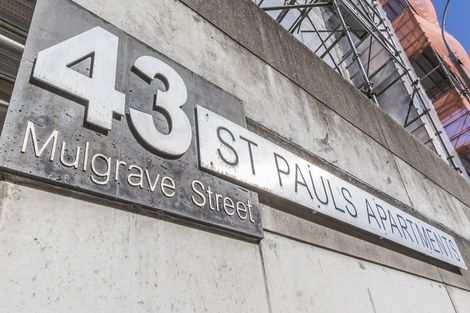 43
Mulgrave Street
ST PAULS APARTMENTS